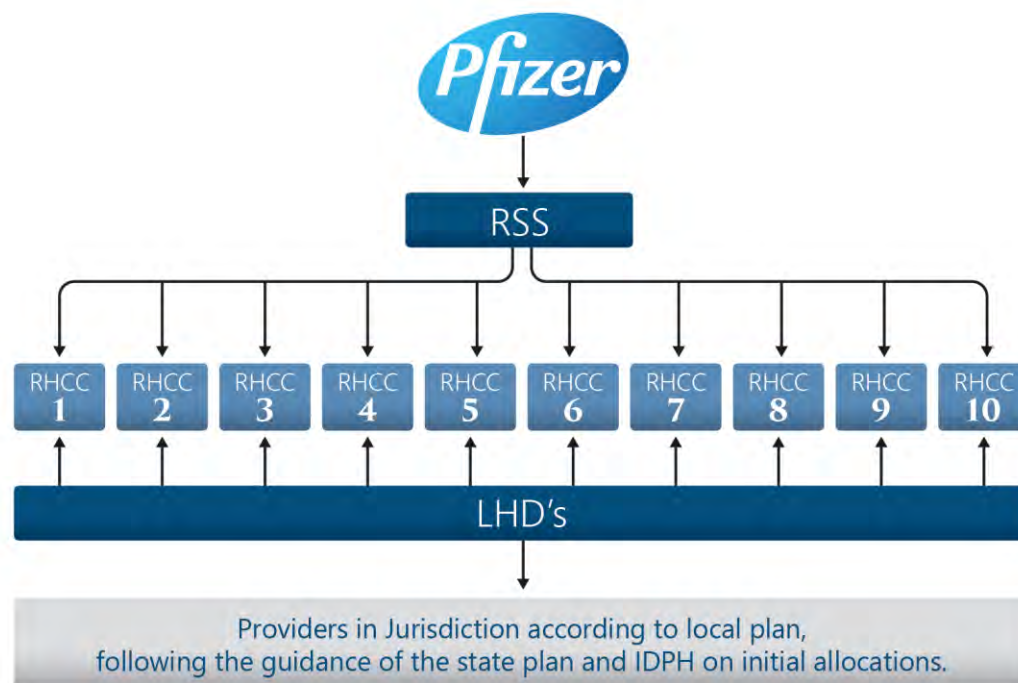 Pfizer
RSS
RHCC
1
RHCC
2
RHCC
3
RHCC
4
RHCC
5
RHCC
6
RHCC
7
RHCC
8
RHCC
9
RHCC
10
LHD's
Providers in Jurisdiction according to local plan,
following the guidance of the state plan and IDPH on initial allocations.